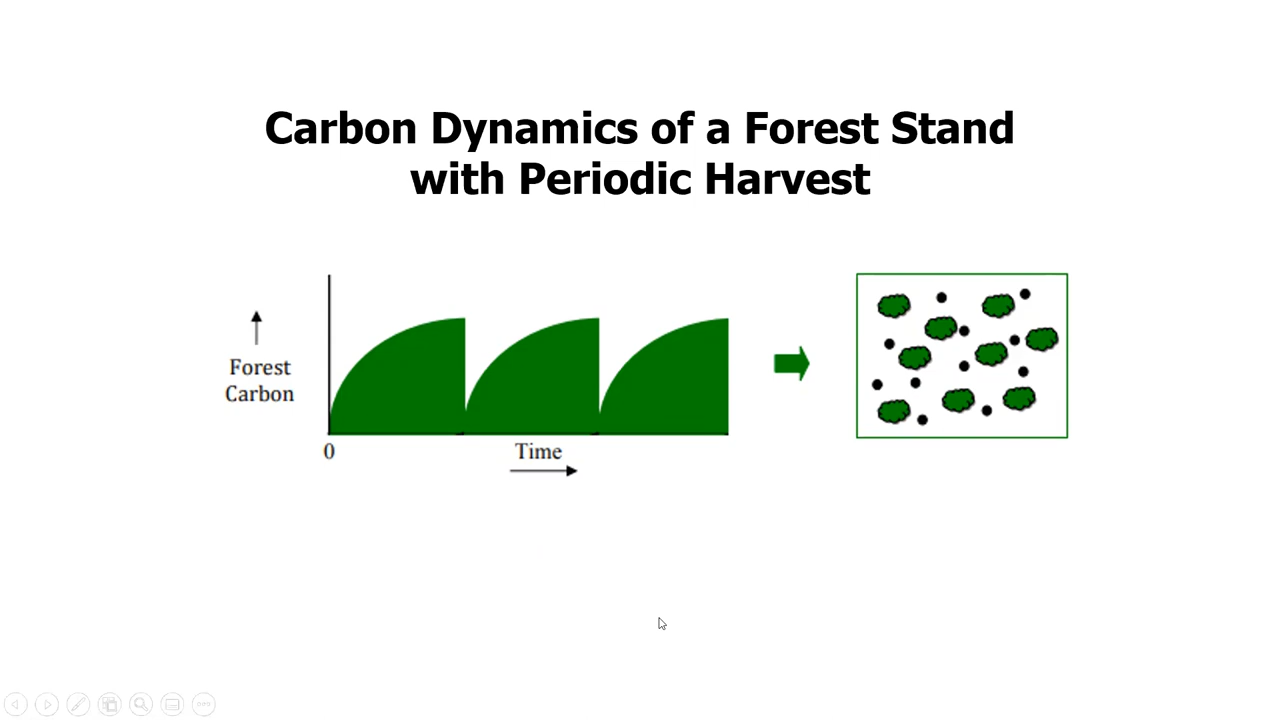 Carbon Dynamics of a Forest Stand
with Periodic Harvest
Forest
Carbon
0
Time